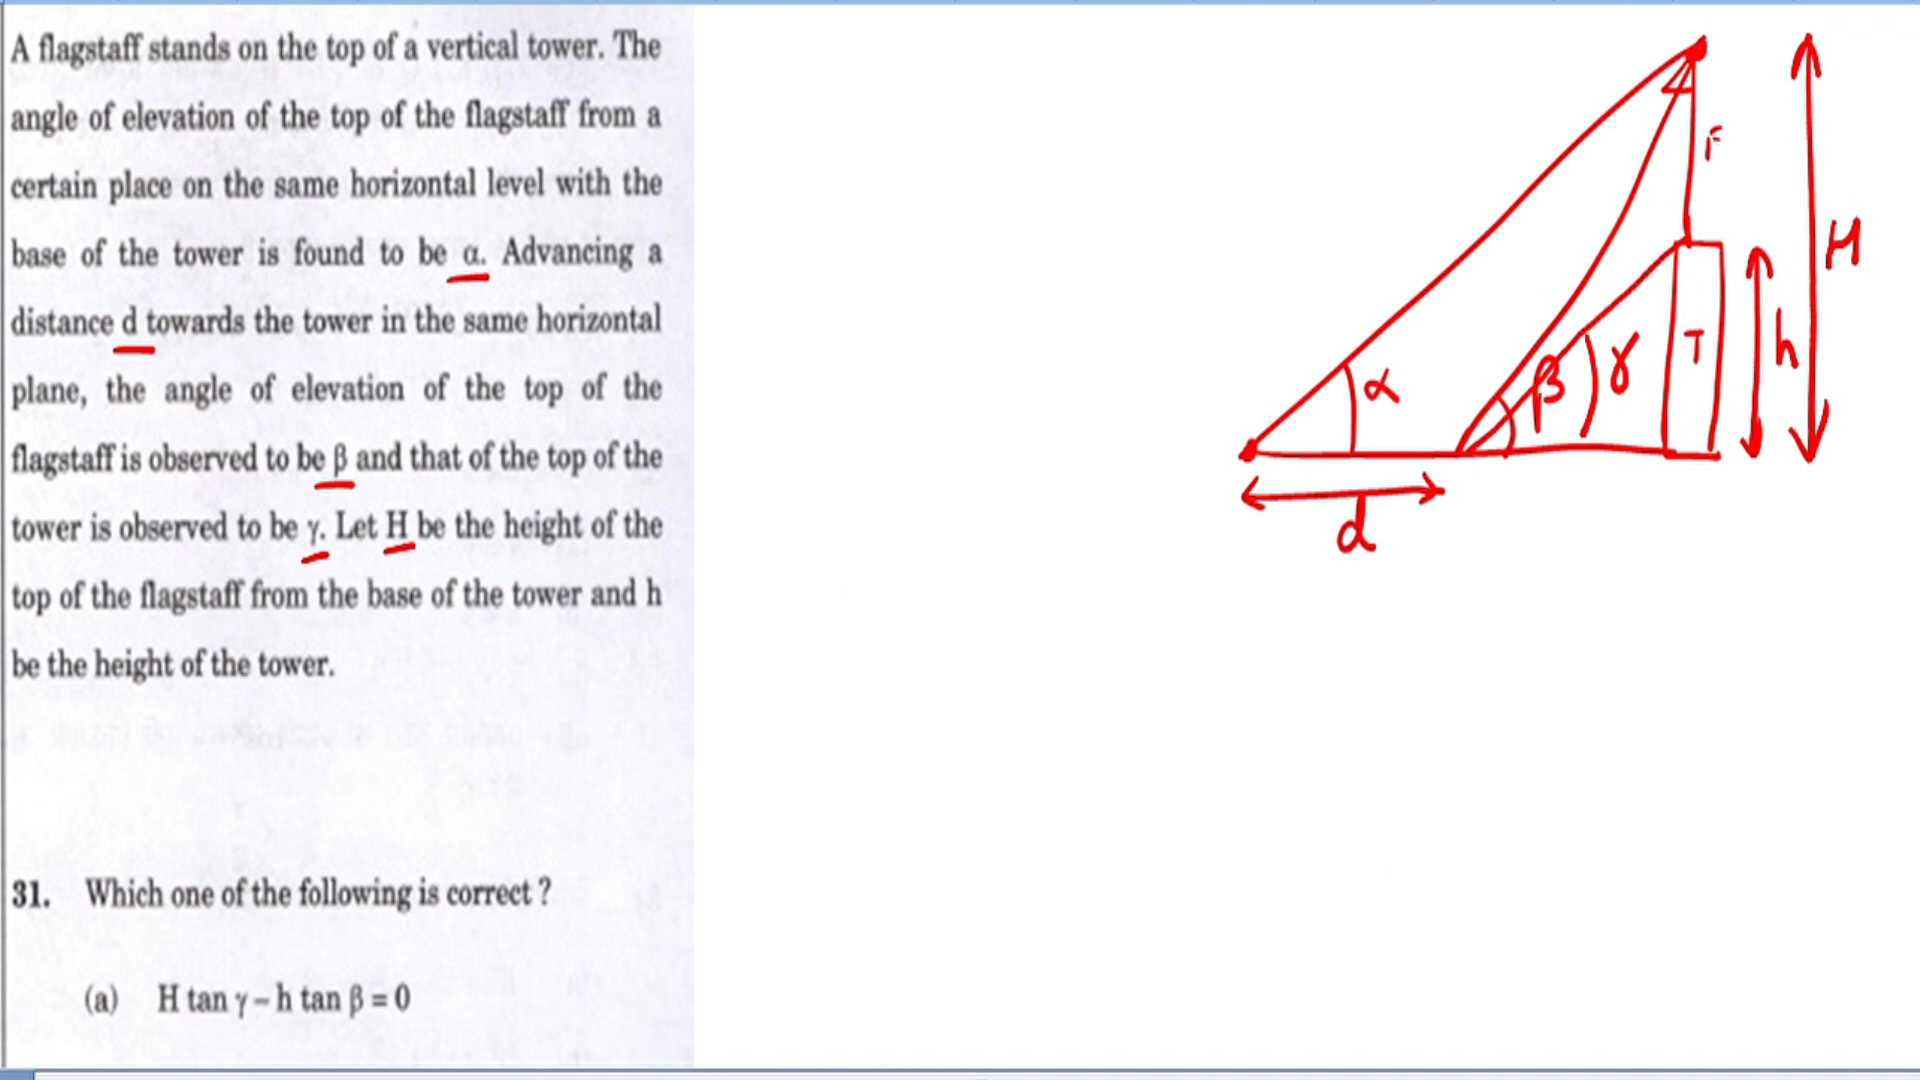 A flagstaff stands on the top of a vertical tower. The
angle of elevation of the top of the flagstaff from a
certain place on the same horizontal level with the
base of the tower is found to be α. Advancing a
distance d towards the tower in the same horizontal
plane, the angle of elevation of the top of the
flagstaff is observed to be β and that of the top of the
tower is observed to be γ. Let H be the height of the
top of the flagstaff from the base of the tower and h
be the height of the tower.
31. Which one of the following is correct ?
(a) H tan γ – h tan β = 0
F
H
T
h
α
β
γ
d